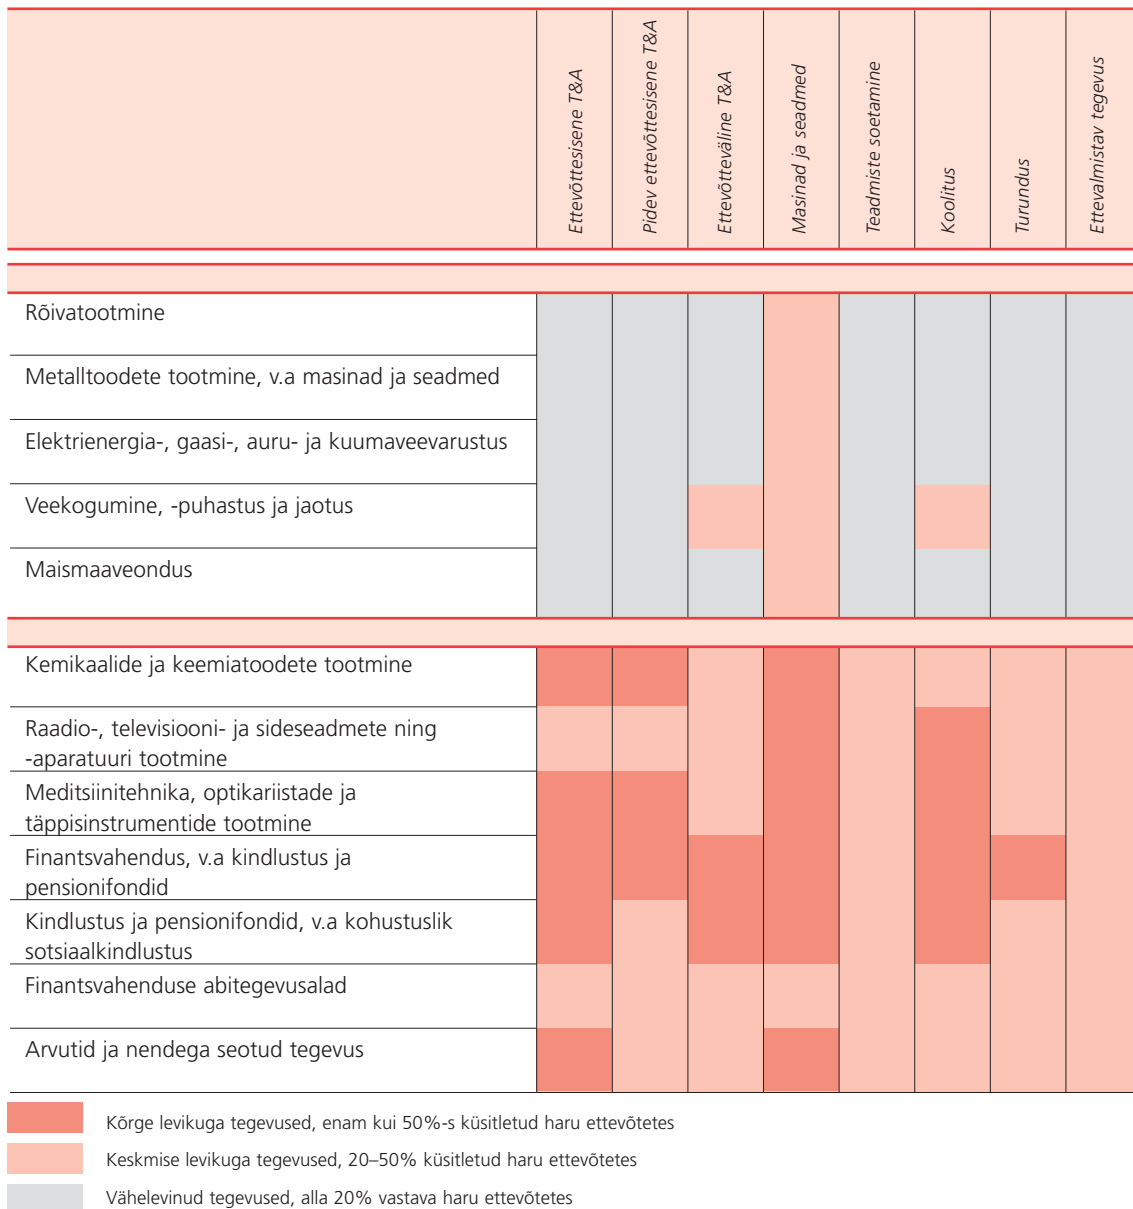 Ettevõttesisene T&A
Pidev ettevõttesisene T&A
Ettevõtteväline T&A
Masinad ja seadmed
Teadmiste soetamine
Koolitus
Turundus
Ettevalmistav tegevus
Rõivatootmine
Metalltoodete tootmine, v.a masinad ja seadmed
Elektrienergia-, gaasi-, auru- ja kuumaveevarustus
Veekogumine, -puhastus ja jaotus
Maismaaveondus
Kemikaalide ja keemiatoodete tootmine
Raadio-, televisiooni- ja sideseadmete ning
-aparatuuri tootmine
Meditsiinitehnika, optikariistade ja
täppisinstrumentide tootmine
Finantsvahendus, v.a kindlustus ja
pensionifondid
Kindlustus ja pensionifondid, v.a kohustuslik
sotsiaalkindlustus
Finantsvahenduse abitegevusalad
Arvutid ja nendega seotud tegevus
Kõrge levikuga tegevused, enam kui 50%-s küsitletud haru ettevõtetes
Keskmise levikuga tegevused, 20–50% küsitletud haru ettevõtetes
Vähelevinud tegevused, alla 20% vastava haru ettevõtetes